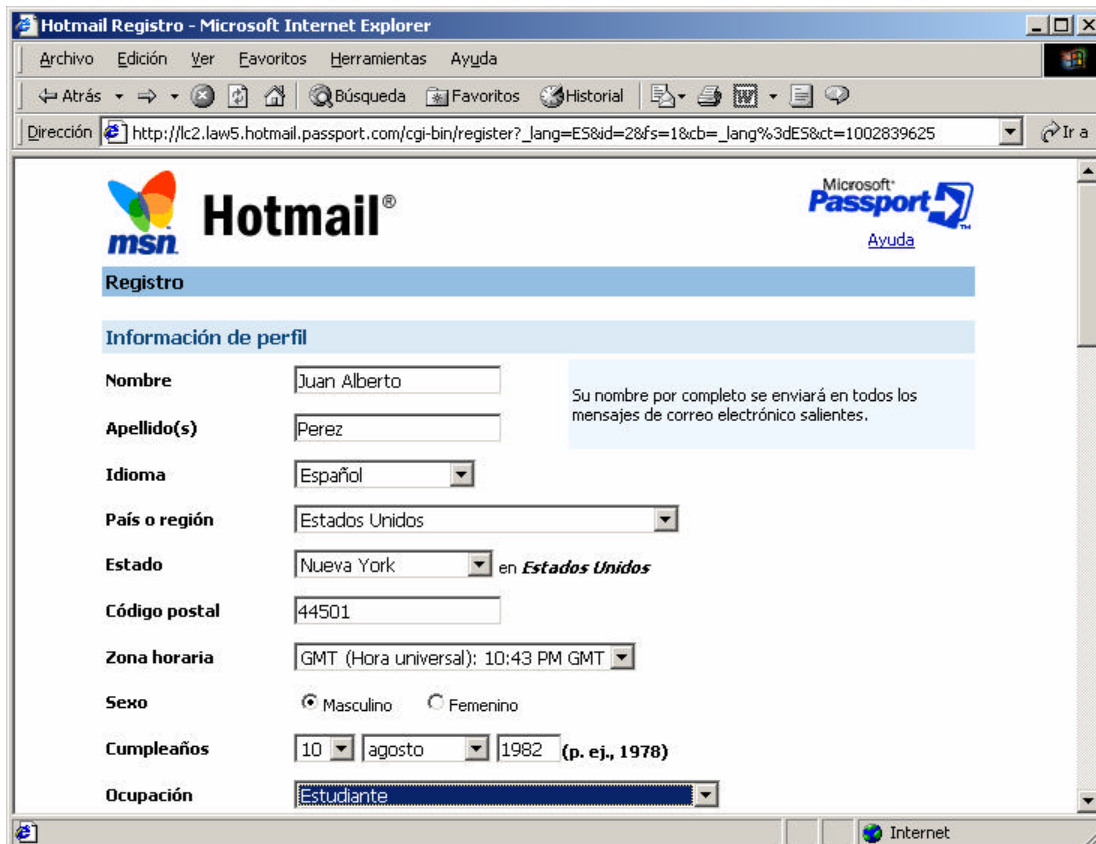 Hotmail Registro - Microsoft Internet Explorer
Archivo Edición Ver Favoritos Herramientas Ayuda
Atrás Búsqueda Favoritos Historial
Dirección http://lc2.law5.hotmail.passport.com/cgi-bin/register?_lang=ES&id=2&fs=1&cb=_lang%3dES&ct=1002839625 Ir a
msn Hotmail®
Microsoft®
Passport™
Ayuda
Registro
Información de perfil
Nombre Juan Alberto
Su nombre por completo se enviará en todos los
mensajes de correo electrónico salientes.
Apellido(s) Perez
Idioma Español
País o región Estados Unidos
Estado Nueva York en Estados Unidos
Código postal 44501
Zona horaria GMT (Hora universal): 10:43 PM GMT
Sexo Masculino Femenino
Cumpleaños 10 agosto 1982 (p. ej., 1978)
Ocupación Estudiante
Internet